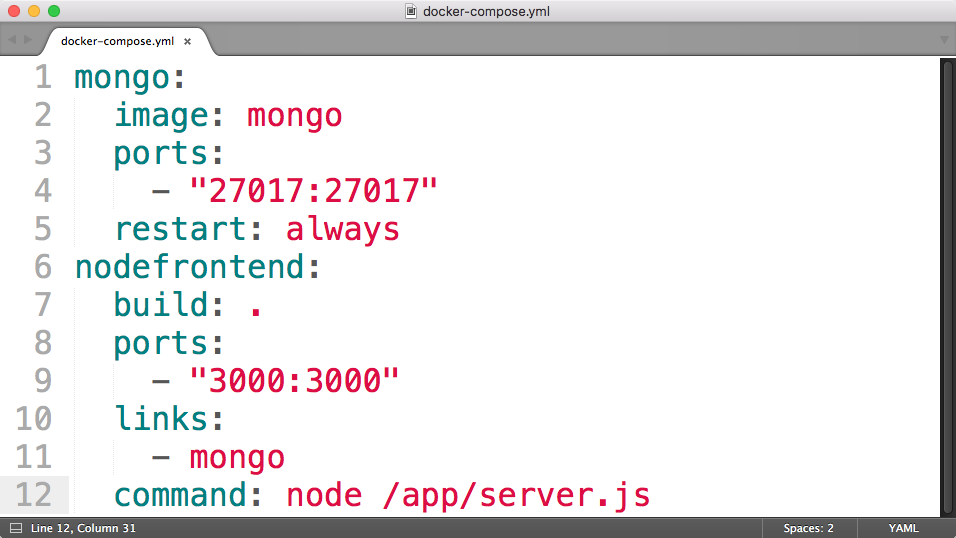 docker-compose.yml
docker-compose.yml ×
1 mongo:
2   image: mongo
3   ports:
4     - "27017:27017"
5   restart: always
6 nodefrontend:
7   build: .
8   ports:
9     - "3000:3000"
10   links:
11     - mongo
12   command: node /app/server.js
Line 12, Column 31 Spaces: 2 YAML